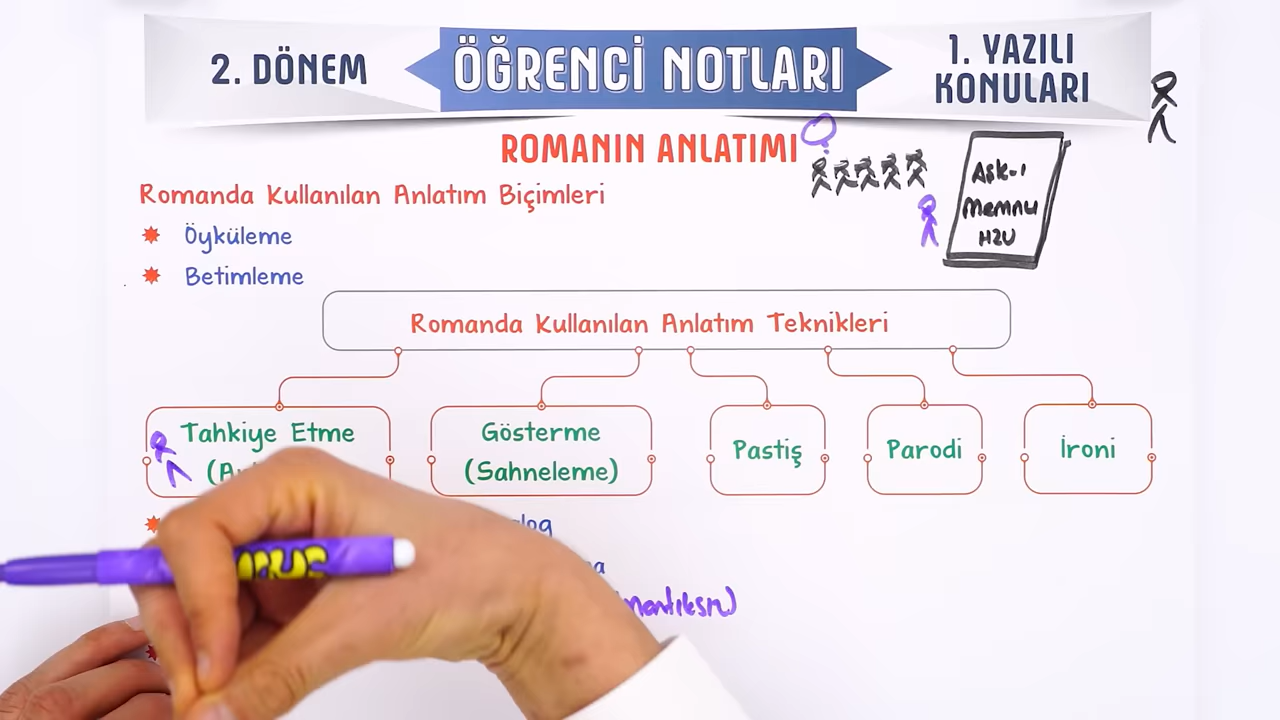 2. DÖNEM
ÖĞRENCİ NOTLARI
1. YAZILI
KONULARI
ROMANIN ANLATIMI
Aşk-ı
Memnu
HZU
Romanda Kullanılan Anlatım Biçimleri
Öyküleme
Betimleme
Romanda Kullanılan Anlatım Teknikleri
Tahkiye Etme
Gösterme
(Sahneleme)
Pastiş
Parodi
İroni